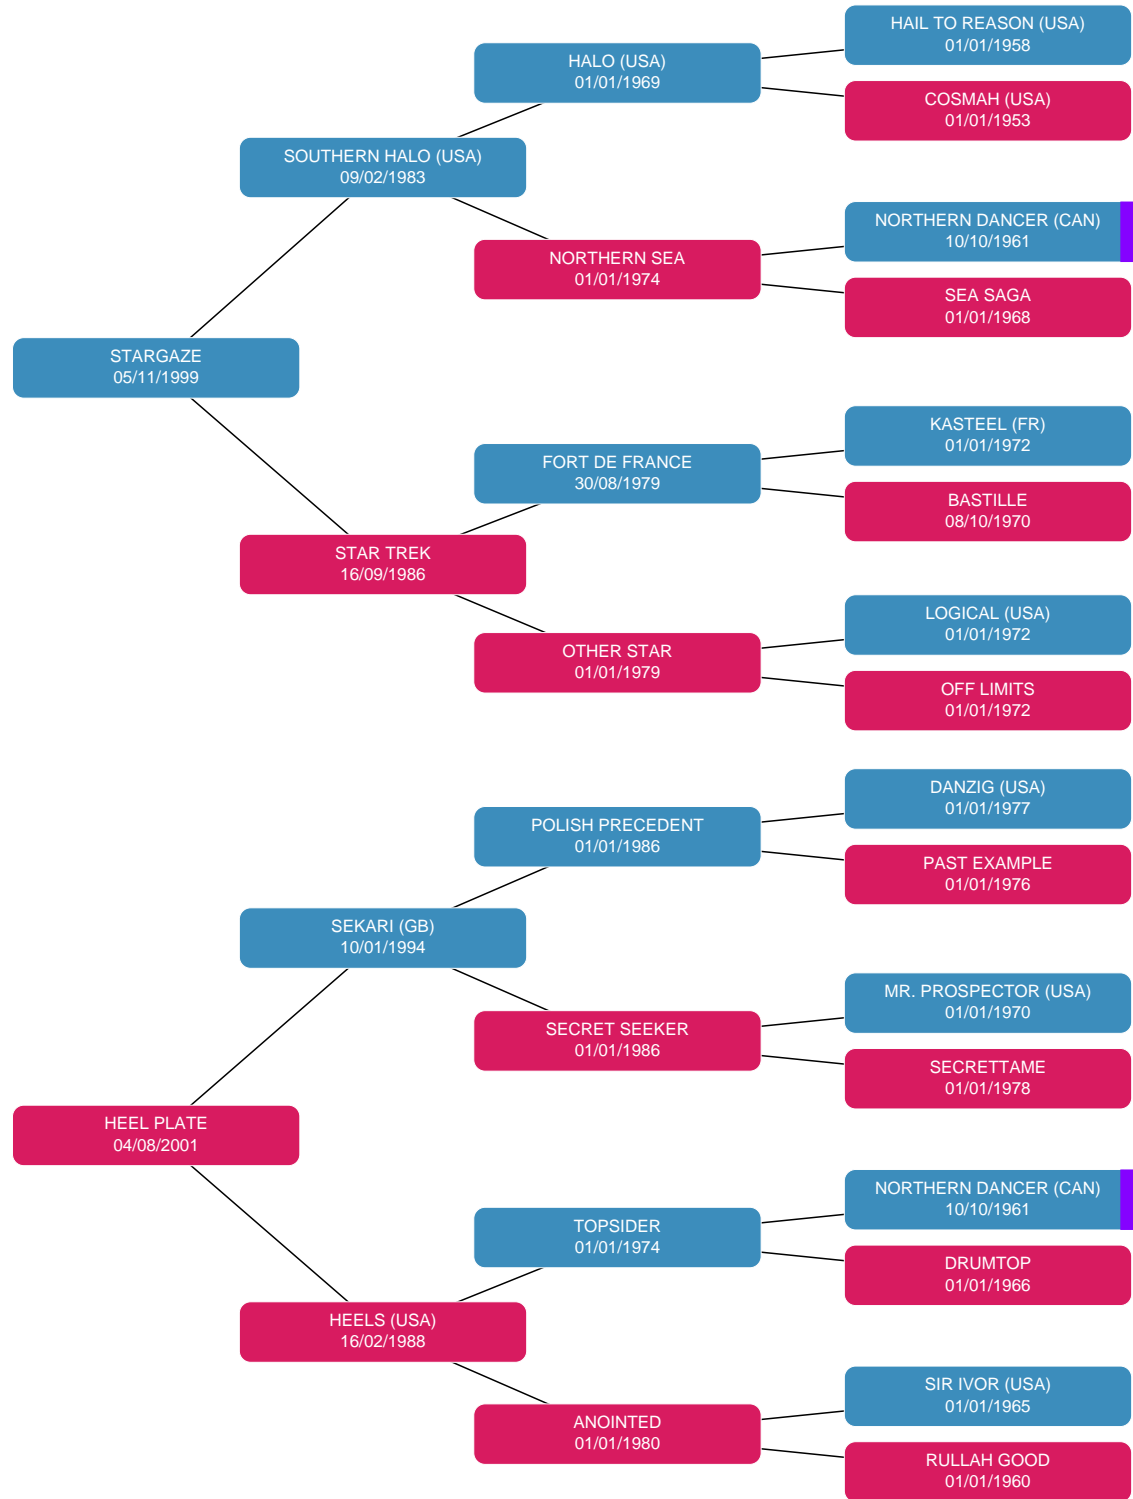 HAIL TO REASON (USA)
01/01/1958
HALO (USA)
01/01/1969
COSMAH (USA)
01/01/1953
SOUTHERN HALO (USA)
09/02/1983
NORTHERN DANCER (CAN)
10/10/1961
NORTHERN SEA
01/01/1974
SEA SAGA
01/01/1968
STARGAZE
05/11/1999
KASTEEL (FR)
01/01/1972
FORT DE FRANCE
30/08/1979
BASTILLE
08/10/1970
STAR TREK
16/09/1986
LOGICAL (USA)
01/01/1972
OTHER STAR
01/01/1979
OFF LIMITS
01/01/1972
DANZIG (USA)
01/01/1977
POLISH PRECEDENT
01/01/1986
PAST EXAMPLE
01/01/1976
SEKARI (GB)
10/01/1994
MR. PROSPECTOR (USA)
01/01/1970
SECRET SEEKER
01/01/1986
SECRETTAME
01/01/1978
HEEL PLATE
04/08/2001
NORTHERN DANCER (CAN)
10/10/1961
TOPSIDER
01/01/1974
DRUMTOP
01/01/1966
HEELS (USA)
16/02/1988
SIR IVOR (USA)
01/01/1965
ANOINTED
01/01/1980
RULLAH GOOD
01/01/1960